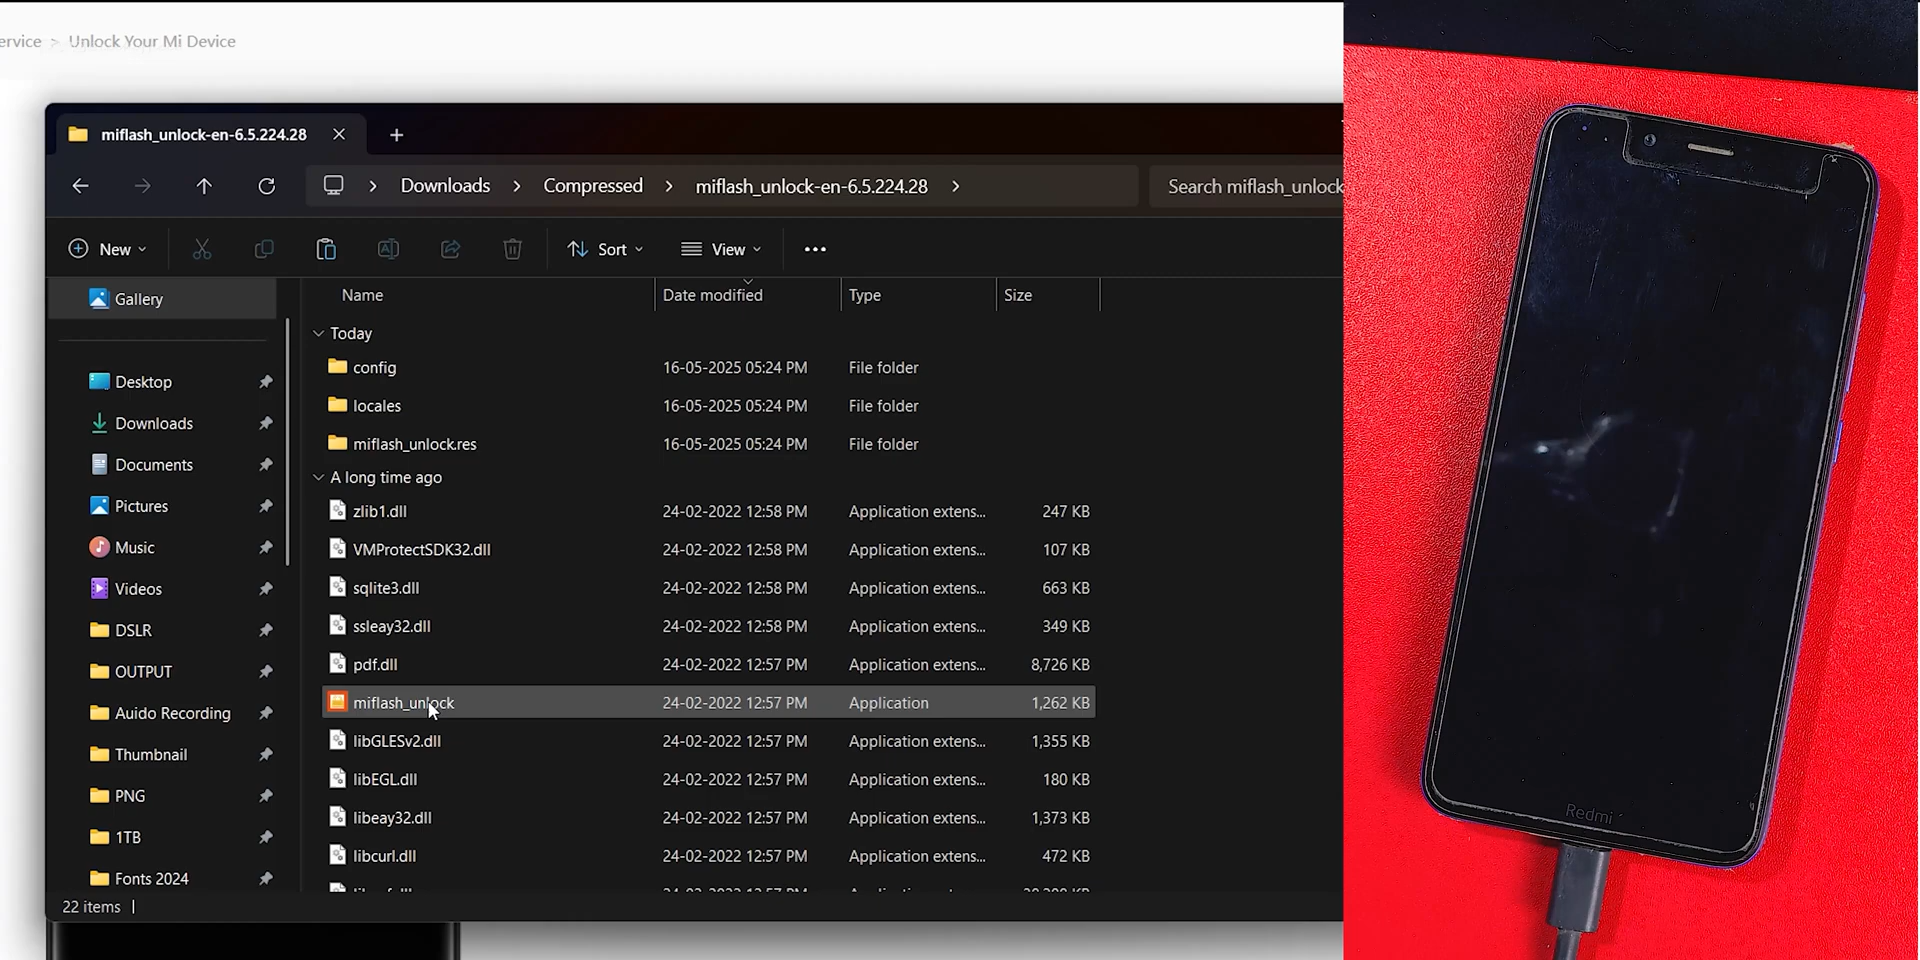 ervice > Unlock Your Mi Device
miflash_unlock-en-6.5.224.28
Downloads > Compressed > miflash_unlock-en-6.5.224.28 >
Search miflash_unlock
New
Sort
View
Gallery
Desktop
Downloads
Documents
Pictures
Music
Videos
DSLR
OUTPUT
Auido Recording
Thumbnail
PNG
1TB
Fonts 2024
Name Date modified Type Size
Today
config 16-05-2025 05:24 PM File folder
locales 16-05-2025 05:24 PM File folder
miflash_unlock.res 16-05-2025 05:24 PM File folder
A long time ago
zlib1.dll 24-02-2022 12:58 PM Application extens... 247 KB
VMProtectSDK32.dll 24-02-2022 12:58 PM Application extens... 107 KB
sqlite3.dll 24-02-2022 12:58 PM Application extens... 663 KB
ssleay32.dll 24-02-2022 12:58 PM Application extens... 349 KB
pdf.dll 24-02-2022 12:57 PM Application extens... 8,726 KB
miflash_unlock 24-02-2022 12:57 PM Application 1,262 KB
libGLESv2.dll 24-02-2022 12:57 PM Application extens... 1,355 KB
libEGL.dll 24-02-2022 12:57 PM Application extens... 180 KB
libeay32.dll 24-02-2022 12:57 PM Application extens... 1,373 KB
libcurl.dll 24-02-2022 12:57 PM Application extens... 472 KB
22 items
Redmi